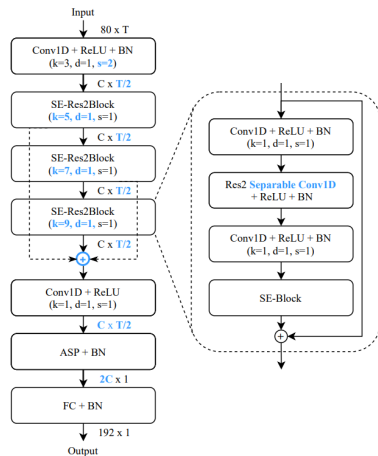 Input
80 x T
Conv1D + ReLU + BN
(k=3, d=1, s=2)
C x T/2
SE-Res2Block
(k=5, d=1, s=1)
C x T/2
SE-Res2Block
(k=7, d=1, s=1)
C x T/2
SE-Res2Block
(k=9, d=1, s=1)
C x T/2
+
Conv1D + ReLU
(k=1, d=1, s=1)
C x T/2
ASP + BN
2C x 1
FC + BN
192 x 1
Output
Conv1D + ReLU + BN
(k=1, d=1, s=1)
Res2 Separable Conv1D
+ ReLU + BN
Conv1D + ReLU + BN
(k=1, d=1, s=1)
SE-Block
+